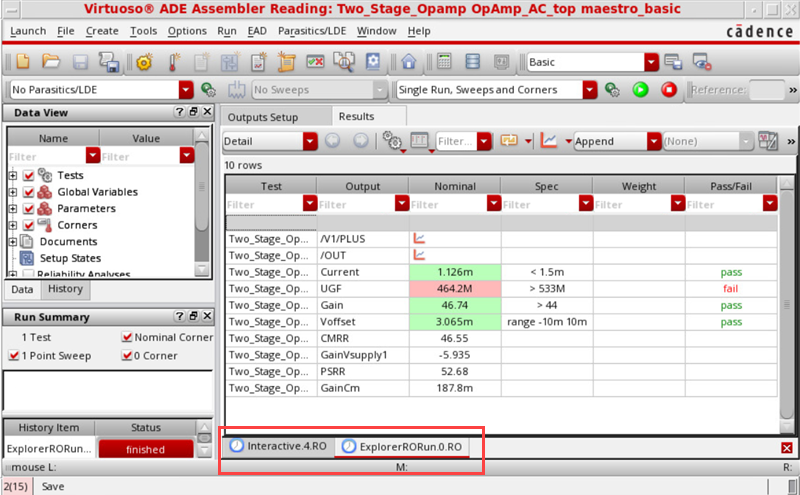 Virtuoso® ADE Assembler Reading: Two_Stage_Opamp OpAmp_AC_top maestro_basic
Launch File Create Tools Options Run EAD Parasitics/LDE Window Help cādence
Basic
No Parasitics/LDE No Sweeps Single Run, Sweeps and Corners Reference:
Data View
Name Value
Filter Filter
Tests
Global Variables
Parameters
Corners
Documents
Setup States
Reliability Analyses
Data History
Run Summary
1 Test Nominal Corner
1 Point Sweep 0 Corner
History Item Status
ExplorerRORun... finished
Outputs Setup Results
Detail Filter... Append (None)
10 rows
Test Output Nominal Spec Weight Pass/Fail
Filter Filter Filter Filter Filter Filter
Two_Stage_Op... /V1/PLUS
Two_Stage_Op... /OUT
Two_Stage_Op... Current 1.126m < 1.5m pass
Two_Stage_Op... UGF 464.2M > 533M fail
Two_Stage_Op... Gain 46.74 > 44 pass
Two_Stage_Op... Voffset 3.065m range -10m 10m pass
Two_Stage_Op... CMRR 46.55
Two_Stage_Op... GainVsupply1 -5.935
Two_Stage_Op... PSRR 52.68
Two_Stage_Op... GainCm 187.8m
Interactive.4.RO ExplorerRORun.0.RO
mouse L: M: R:
2(15) Save